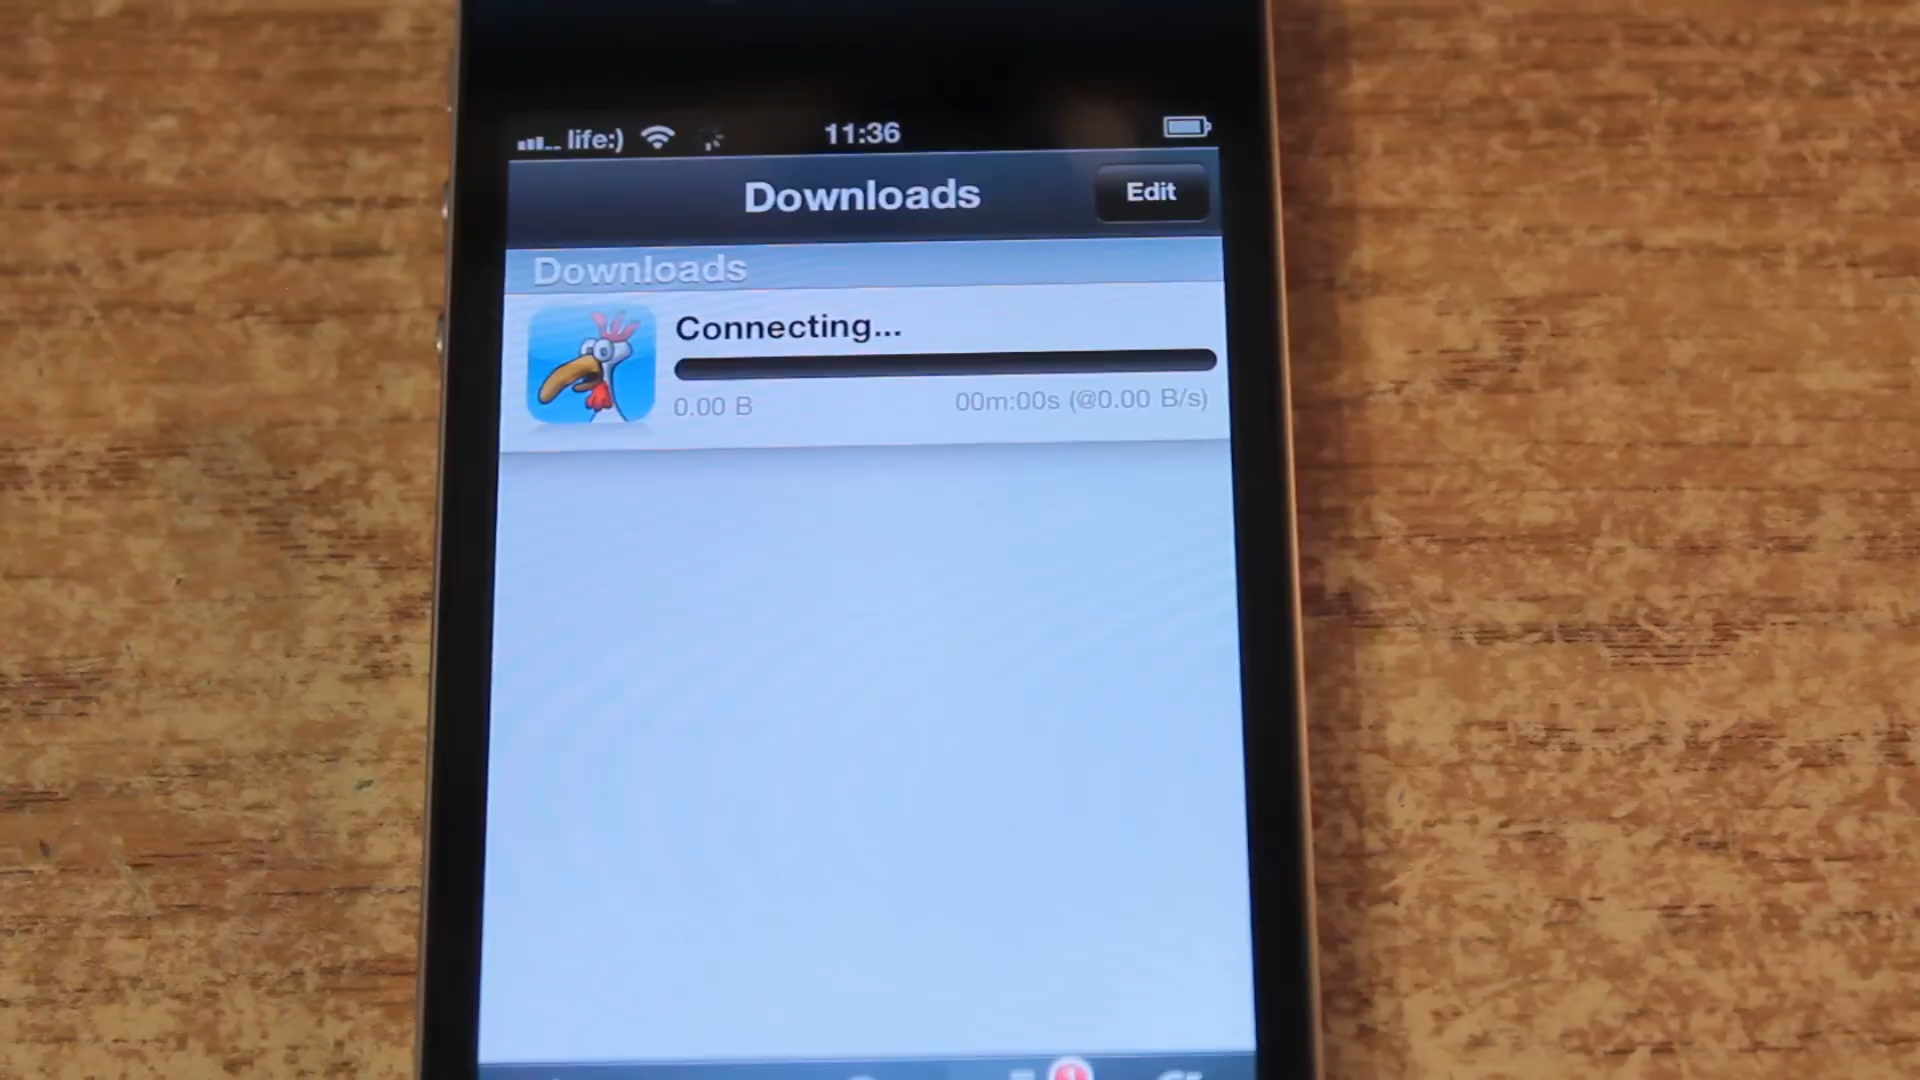 life:) 11:36
Downloads Edit
Downloads
Connecting...
0.00 B 00m:00s (@0.00 B/s)